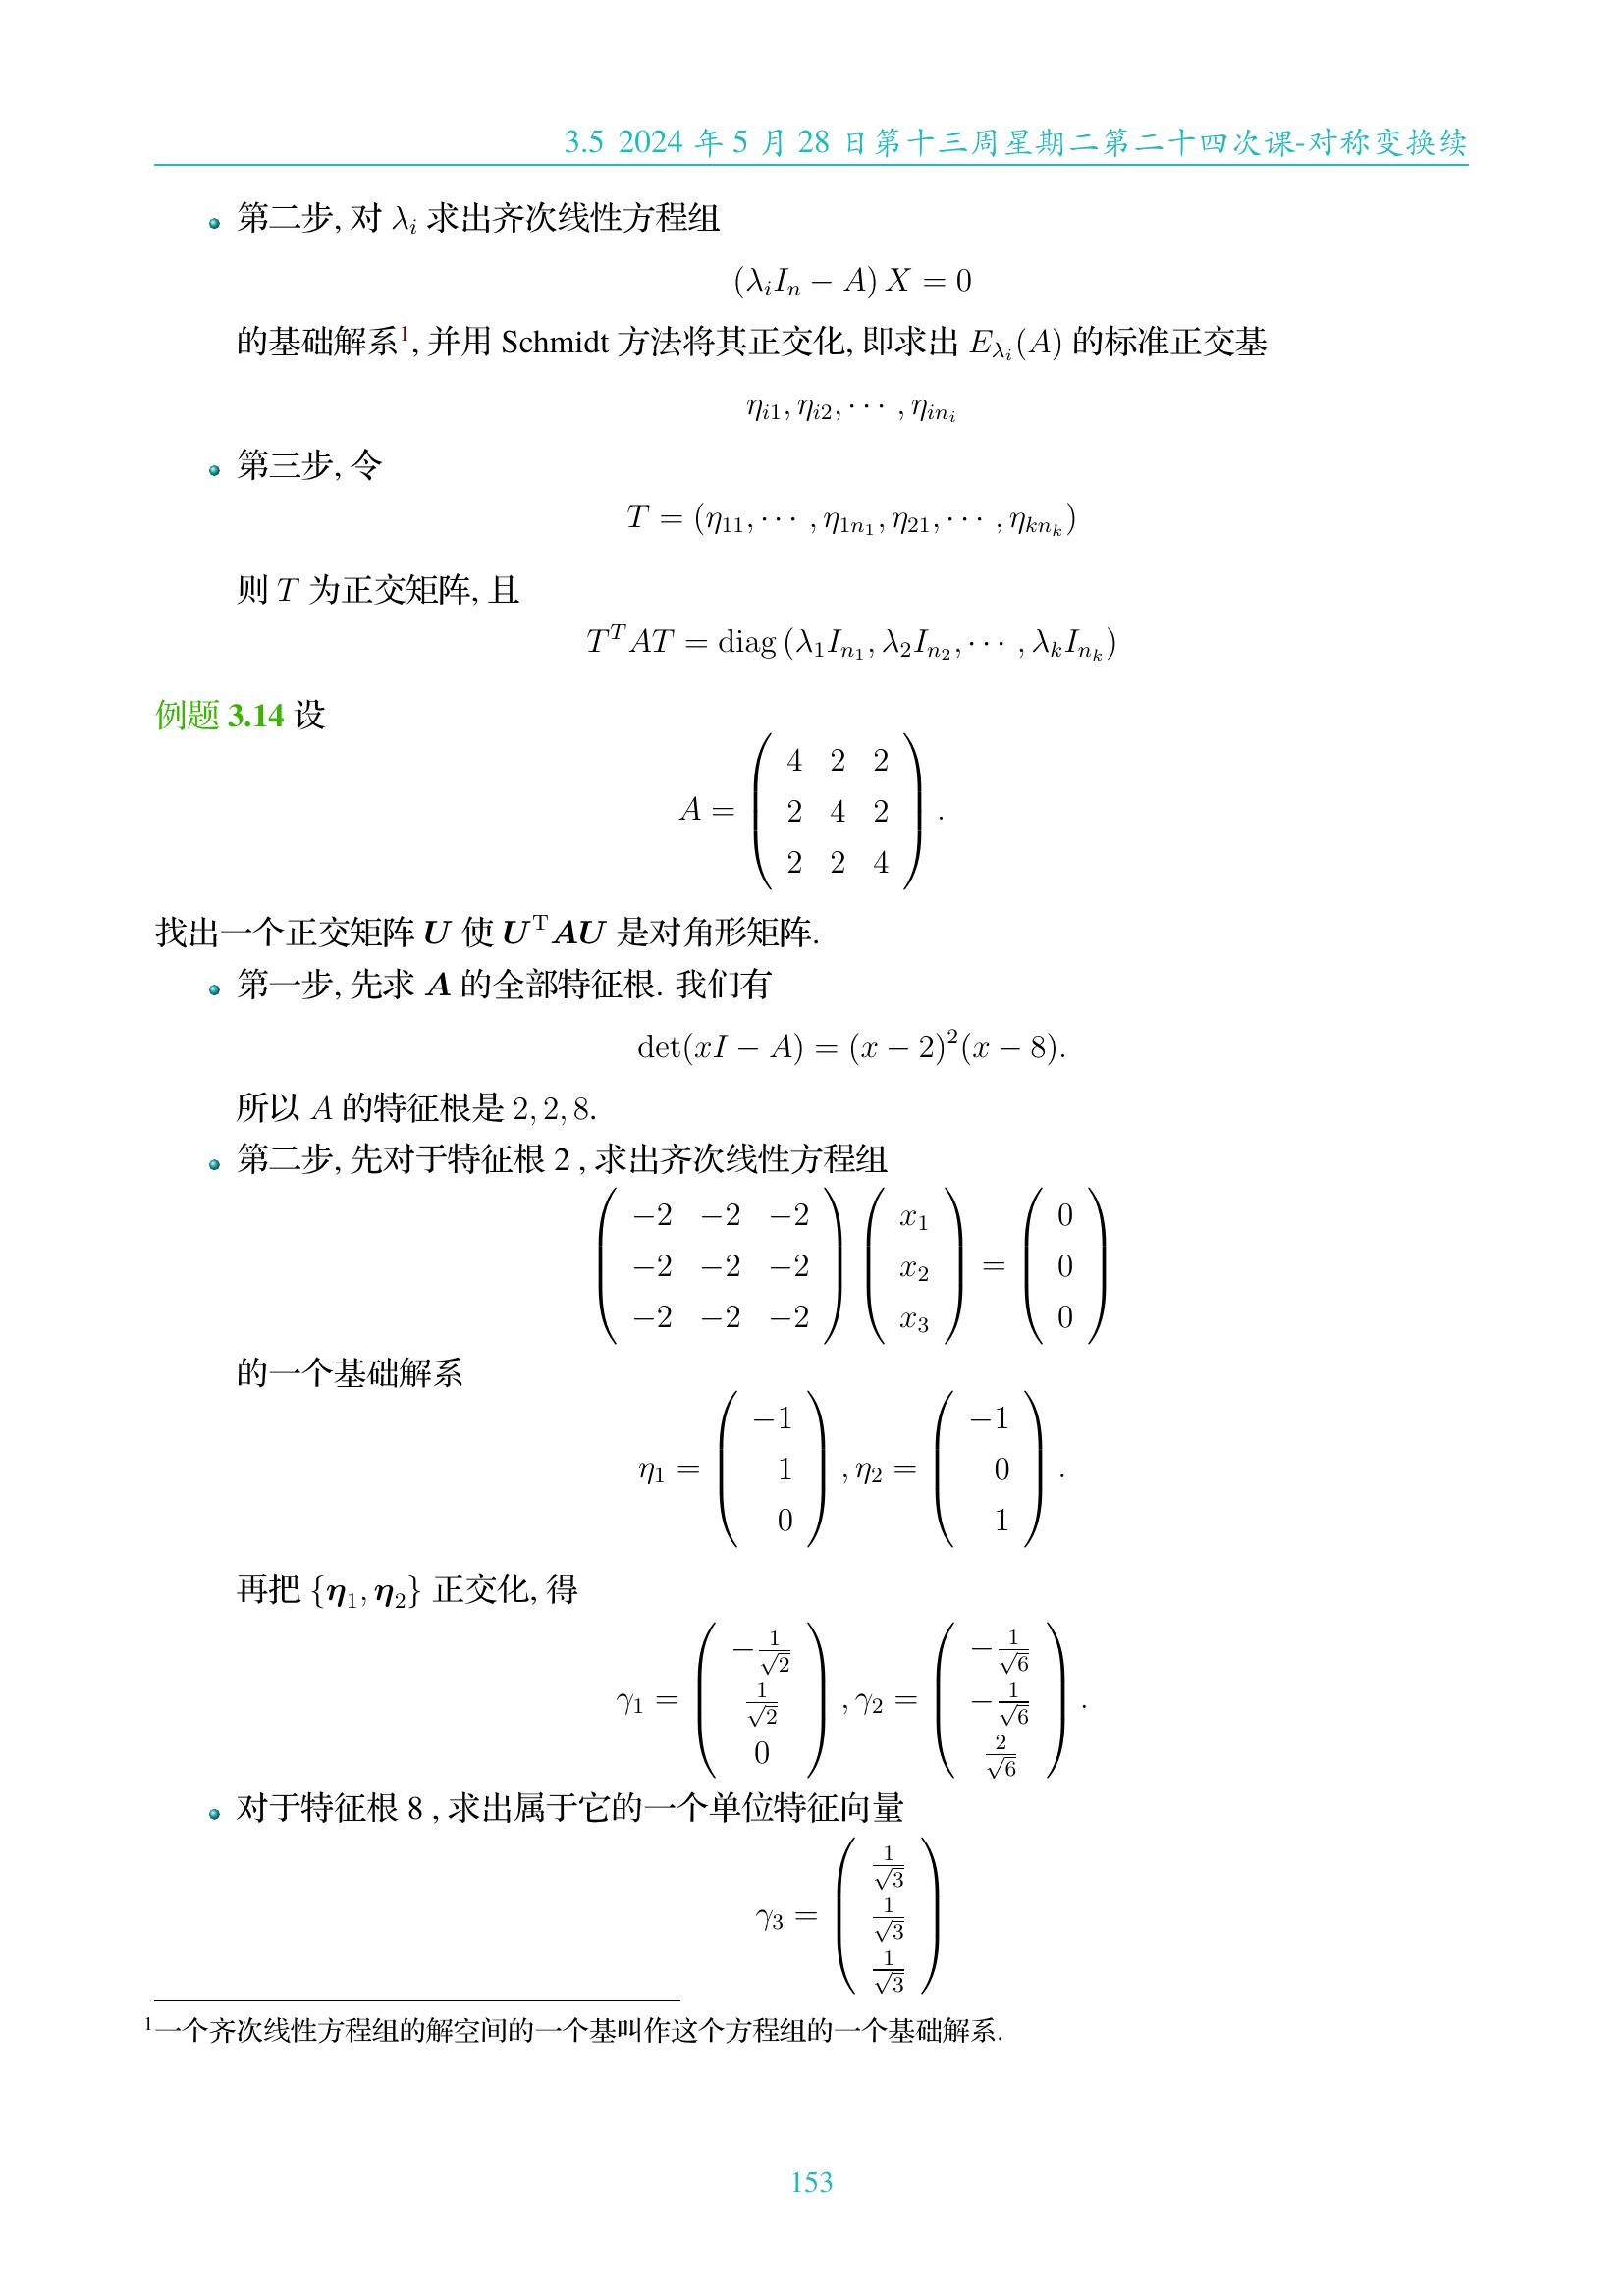 3.5 2024 年 5 月 28 日第十三周星期二第二十四次课-对称变换续
• 第二步, 对 $\lambda_i$ 求出齐次线性方程组
$(\lambda_i I_n - A) X = 0$
的基础解系$^1$, 并用 Schmidt 方法将其正交化, 即求出 $E_{\lambda_i}(A)$ 的标准正交基
$\eta_{i1}, \eta_{i2}, \cdots, \eta_{in_i}$
• 第三步, 令
$T = (\eta_{11}, \cdots, \eta_{1n_1}, \eta_{21}, \cdots, \eta_{kn_k})$
则 $T$ 为正交矩阵, 且
$T^T A T = \operatorname{diag}(\lambda_1 I_{n_1}, \lambda_2 I_{n_2}, \cdots, \lambda_k I_{n_k})$
例题 3.14 设
$A = \begin{pmatrix} 4 & 2 & 2 \\ 2 & 4 & 2 \\ 2 & 2 & 4 \end{pmatrix}.$
找出一个正交矩阵 $\boldsymbol{U}$ 使 $\boldsymbol{U}^{\mathrm{T}}\boldsymbol{A}\boldsymbol{U}$ 是对角形矩阵.
• 第一步, 先求 $\boldsymbol{A}$ 的全部特征根. 我们有
$\det(xI - A) = (x - 2)^2(x - 8).$
所以 $A$ 的特征根是 $2, 2, 8$.
• 第二步, 先对于特征根 2 , 求出齐次线性方程组
$\begin{pmatrix} -2 & -2 & -2 \\ -2 & -2 & -2 \\ -2 & -2 & -2 \end{pmatrix} \begin{pmatrix} x_1 \\ x_2 \\ x_3 \end{pmatrix} = \begin{pmatrix} 0 \\ 0 \\ 0 \end{pmatrix}$
的一个基础解系
$\eta_1 = \begin{pmatrix} -1 \\ 1 \\ 0 \end{pmatrix}, \eta_2 = \begin{pmatrix} -1 \\ 0 \\ 1 \end{pmatrix}.$
再把 $\{\boldsymbol{\eta}_1, \boldsymbol{\eta}_2\}$ 正交化, 得
$\gamma_1 = \begin{pmatrix} -\frac{1}{\sqrt{2}} \\ \frac{1}{\sqrt{2}} \\ 0 \end{pmatrix}, \gamma_2 = \begin{pmatrix} -\frac{1}{\sqrt{6}} \\ -\frac{1}{\sqrt{6}} \\ \frac{2}{\sqrt{6}} \end{pmatrix}.$
• 对于特征根 8 , 求出属于它的一个单位特征向量
$\gamma_3 = \begin{pmatrix} \frac{1}{\sqrt{3}} \\ \frac{1}{\sqrt{3}} \\ \frac{1}{\sqrt{3}} \end{pmatrix}$
$^1$一个齐次线性方程组的解空间的一个基叫作这个方程组的一个基础解系.
153